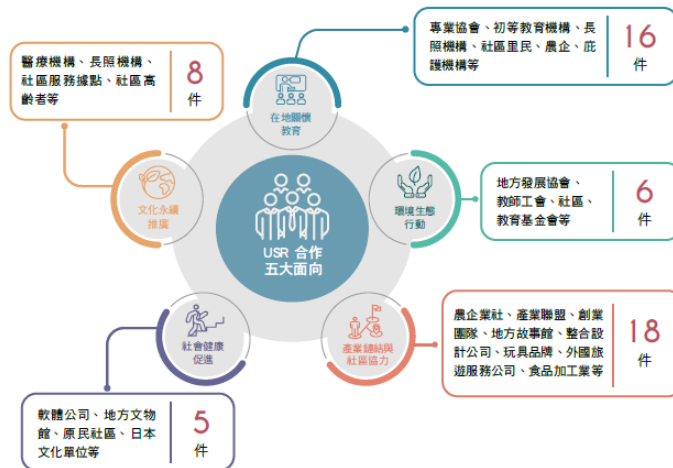 專業協會、初等教育機構、長
照機構、社區里民、農企、庇
護機構等
16
件
醫療機構、長照機構、
社區服務據點、社區高
齡者等
8
件
在地關懷
教育
文化永續
推廣
環境生態
行動
USR 合作
五大面向
地方發展協會、
教師工會、社區、
教育基金會等
6
件
社會健康
促進
產業鏈結與
社區協力
農企業社、產業聯盟、創業
團隊、地方故事館、整合設
計公司、玩具品牌、外國旅
遊服務公司、食品加工業等
18
件
軟體公司、地方文物
館、原民社區、日本
文化單位等
5
件